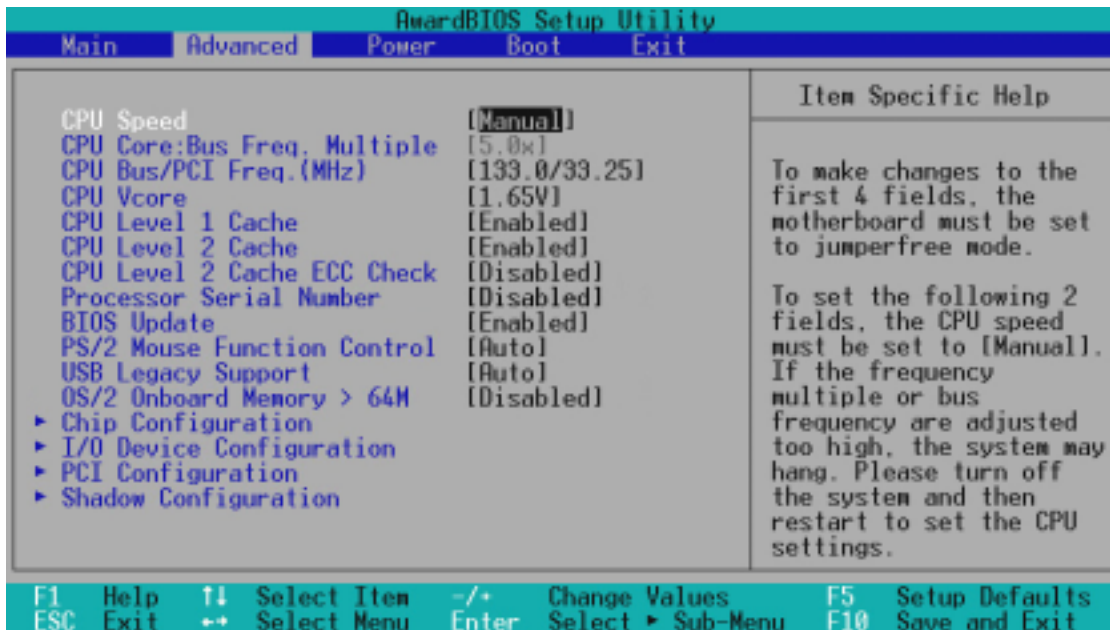 AwardBIOS Setup Utility
Main Advanced Power Boot Exit
CPU Speed [Manual]
CPU Core:Bus Freq. Multiple [5.0x]
CPU Bus/PCI Freq.(MHz) [133.0/33.25]
CPU Vcore [1.65V]
CPU Level 1 Cache [Enabled]
CPU Level 2 Cache [Enabled]
CPU Level 2 Cache ECC Check [Disabled]
Processor Serial Number [Disabled]
BIOS Update [Enabled]
PS/2 Mouse Function Control [Auto]
USB Legacy Support [Auto]
OS/2 Onboard Memory > 64M [Disabled]
▸ Chip Configuration
▸ I/O Device Configuration
▸ PCI Configuration
▸ Shadow Configuration
Item Specific Help
To make changes to the
first 4 fields, the
motherboard must be set
to jumperfree mode.
To set the following 2
fields, the CPU speed
must be set to [Manual].
If the frequency
multiple or bus
frequency are adjusted
too high, the system may
hang. Please turn off
the system and then
restart to set the CPU
settings.
F1 Help ↑↓ Select Item -/+ Change Values F5 Setup Defaults
ESC Exit ←→ Select Menu Enter Select ▸ Sub-Menu F10 Save and Exit